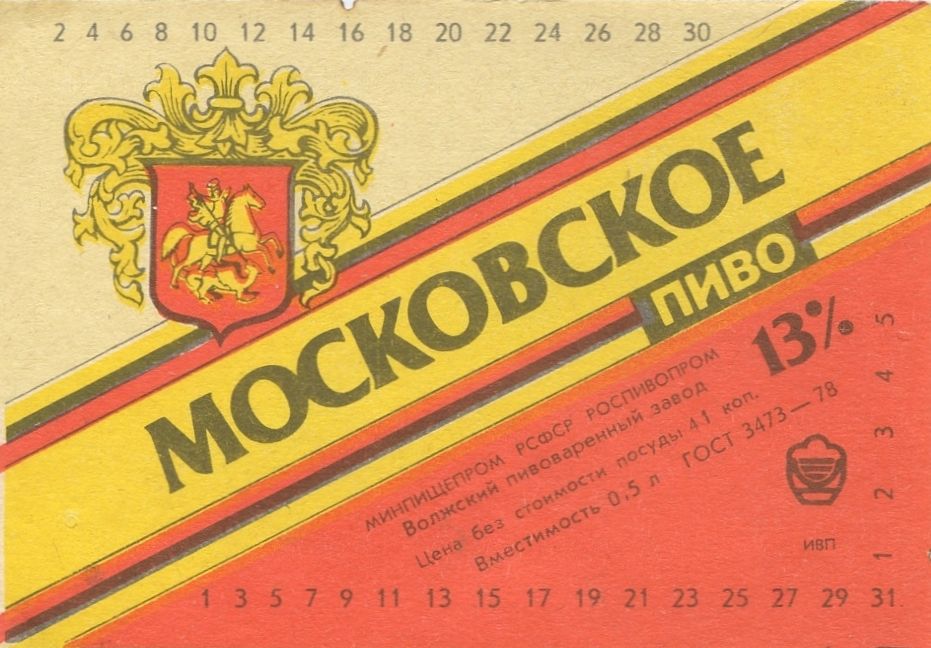 2 4 6 8 10 12 14 16 18 20 22 24 26 28 30
МОСКОВСКОЕ
ПИВО
13%
МИНПИЩЕПРОМ РСФСР РОСПИВОПРОМ
Волжский пивоваренный завод
Цена без стоимости посуды 41 коп.
Вместимость 0,5 л ГОСТ 3473—78
ИВП
1 2 3 4 5
1 3 5 7 9 11 13 15 17 19 21 23 25 27 29 31.